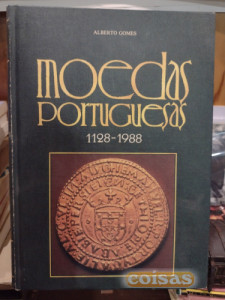 ALBERTO GOMES
MOEDAS
PORTUGUESAS
1128-1988
coisas